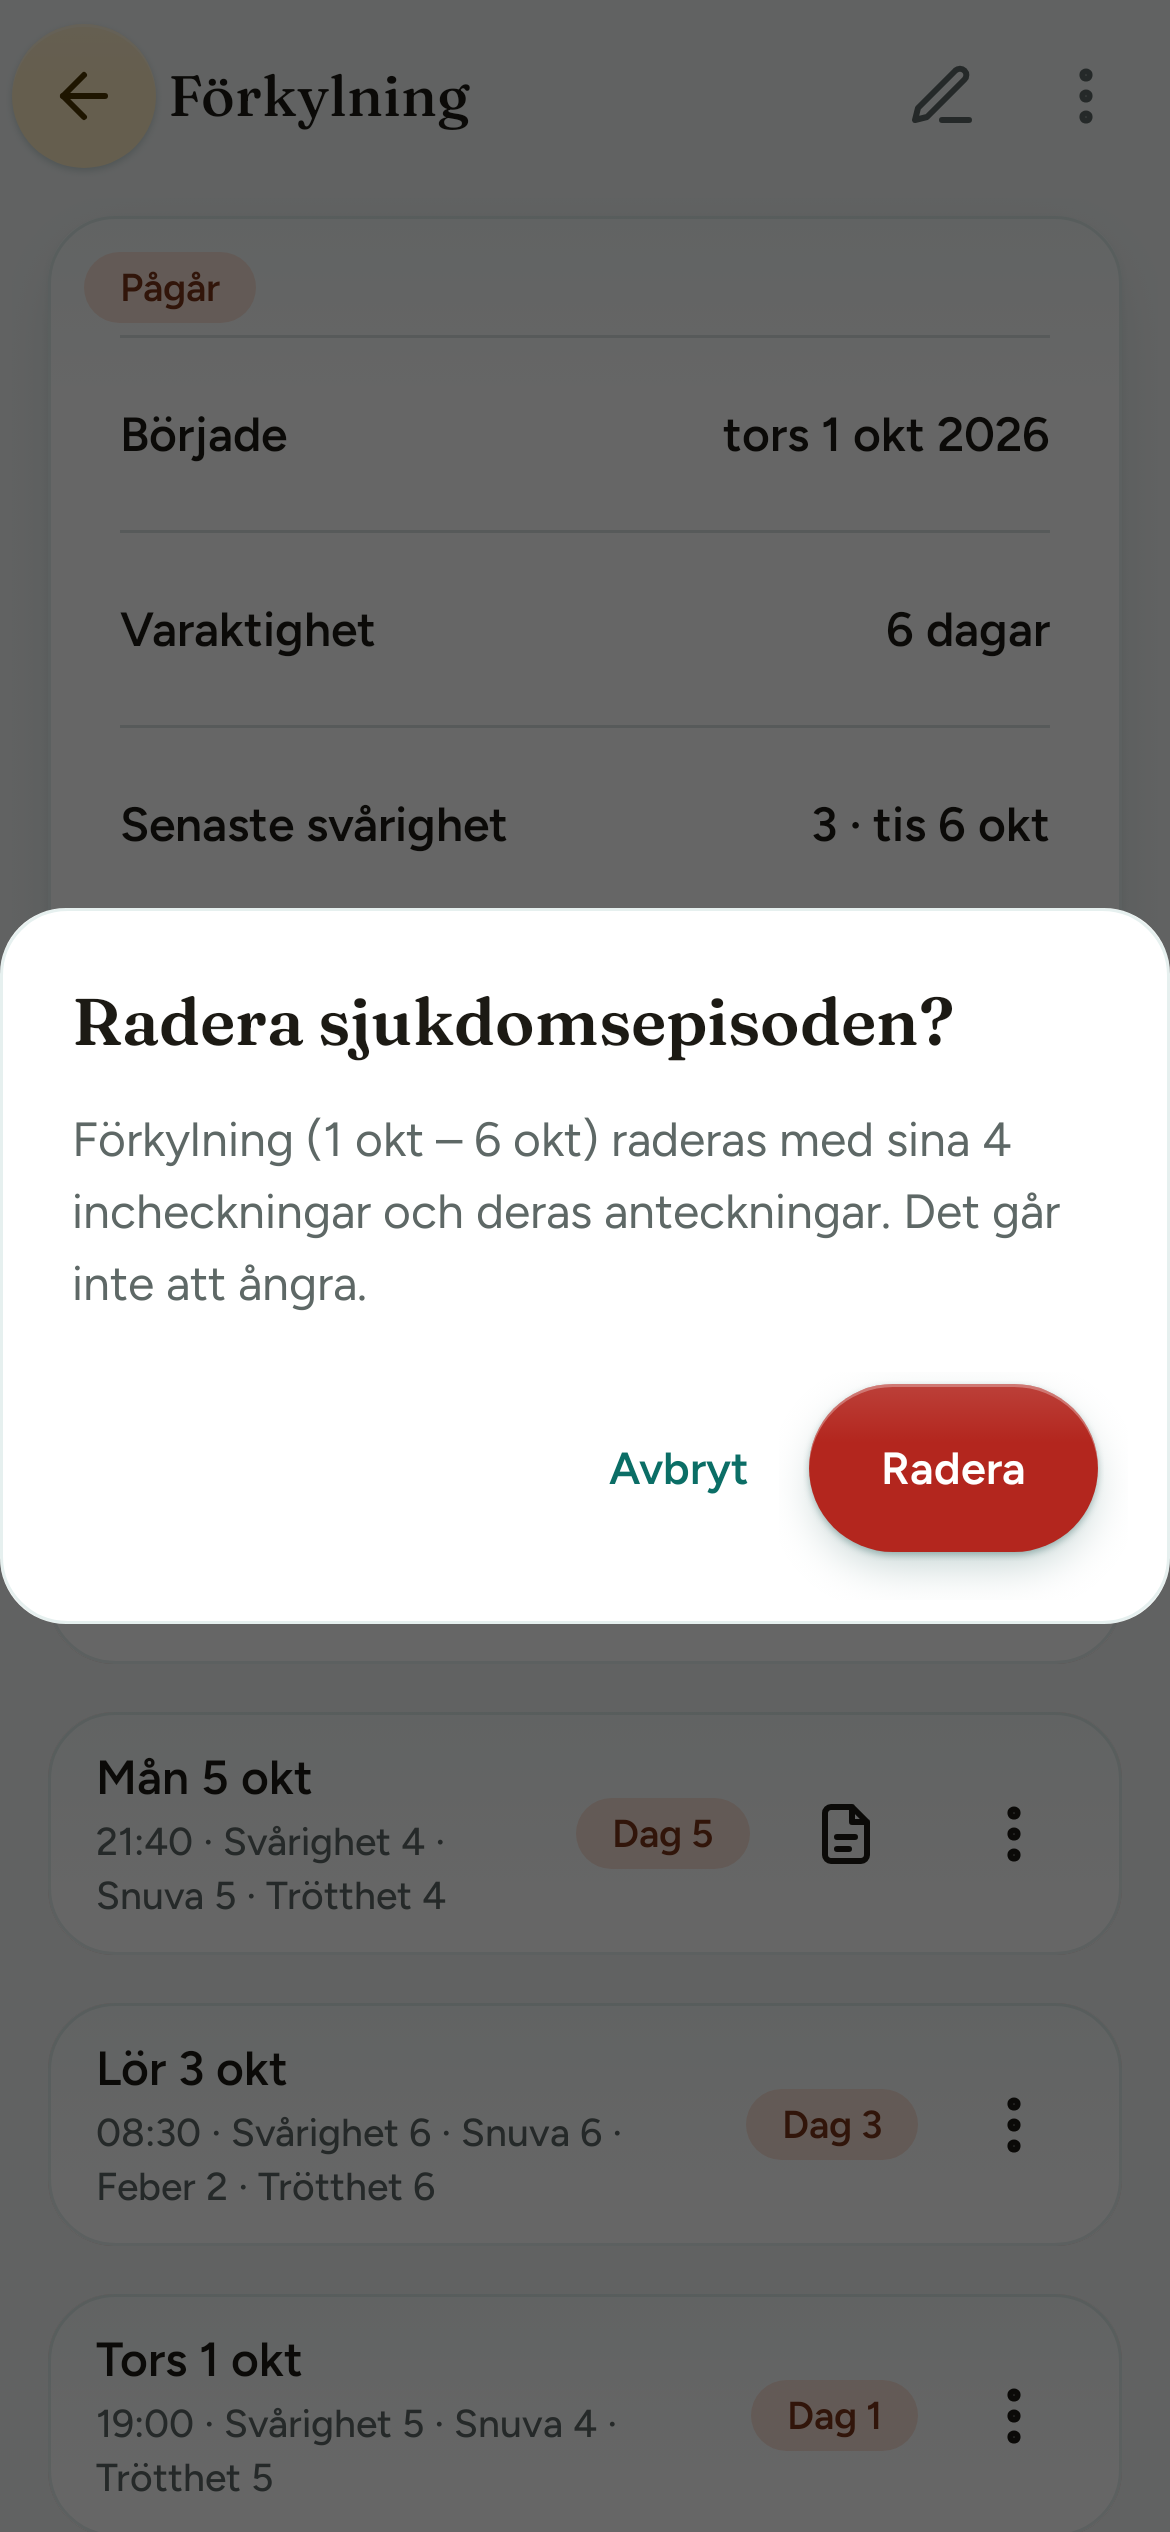 Förkylning
Pågår
Började tors 1 okt 2026
Varaktighet 6 dagar
Senaste svårighet 3 · tis 6 okt
Radera sjukdomsepisoden?
Förkylning (1 okt – 6 okt) raderas med sina 4
incheckningar och deras anteckningar. Det går
inte att ångra.
Avbryt Radera
Mån 5 okt
21:40 · Svårighet 4 ·
Snuva 5 · Trötthet 4
Dag 5
Lör 3 okt
08:30 · Svårighet 6 · Snuva 6 ·
Feber 2 · Trötthet 6
Dag 3
Tors 1 okt
19:00 · Svårighet 5 · Snuva 4 ·
Trötthet 5
Dag 1